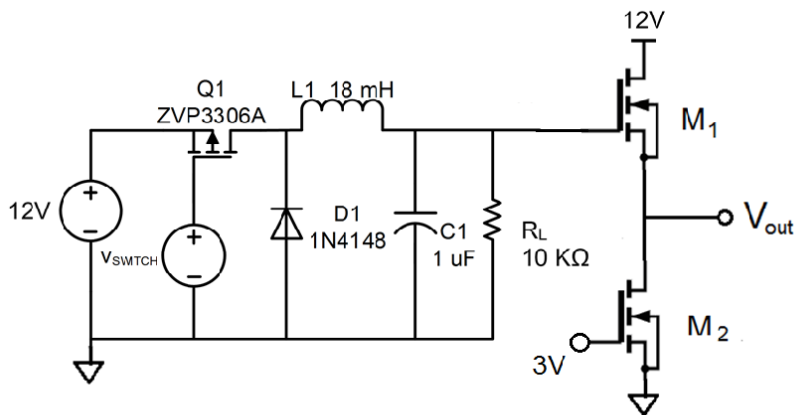 12V
Q1
ZVP3306A
L1 18 mH
M1
12V
+
−
+
−
VSWITCH
D1
1N4148
C1
1 uF
RL
10 KΩ
Vout
3V
M2